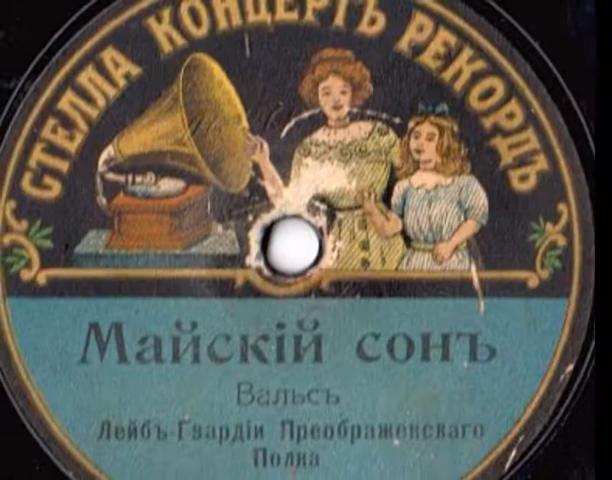 СТЕЛЛА КОНЦЕРТЪ РЕКОРДЪ
Майскій сонъ
Вальсъ
Лейбъ-Гвардіи Преображенскаго
Полка